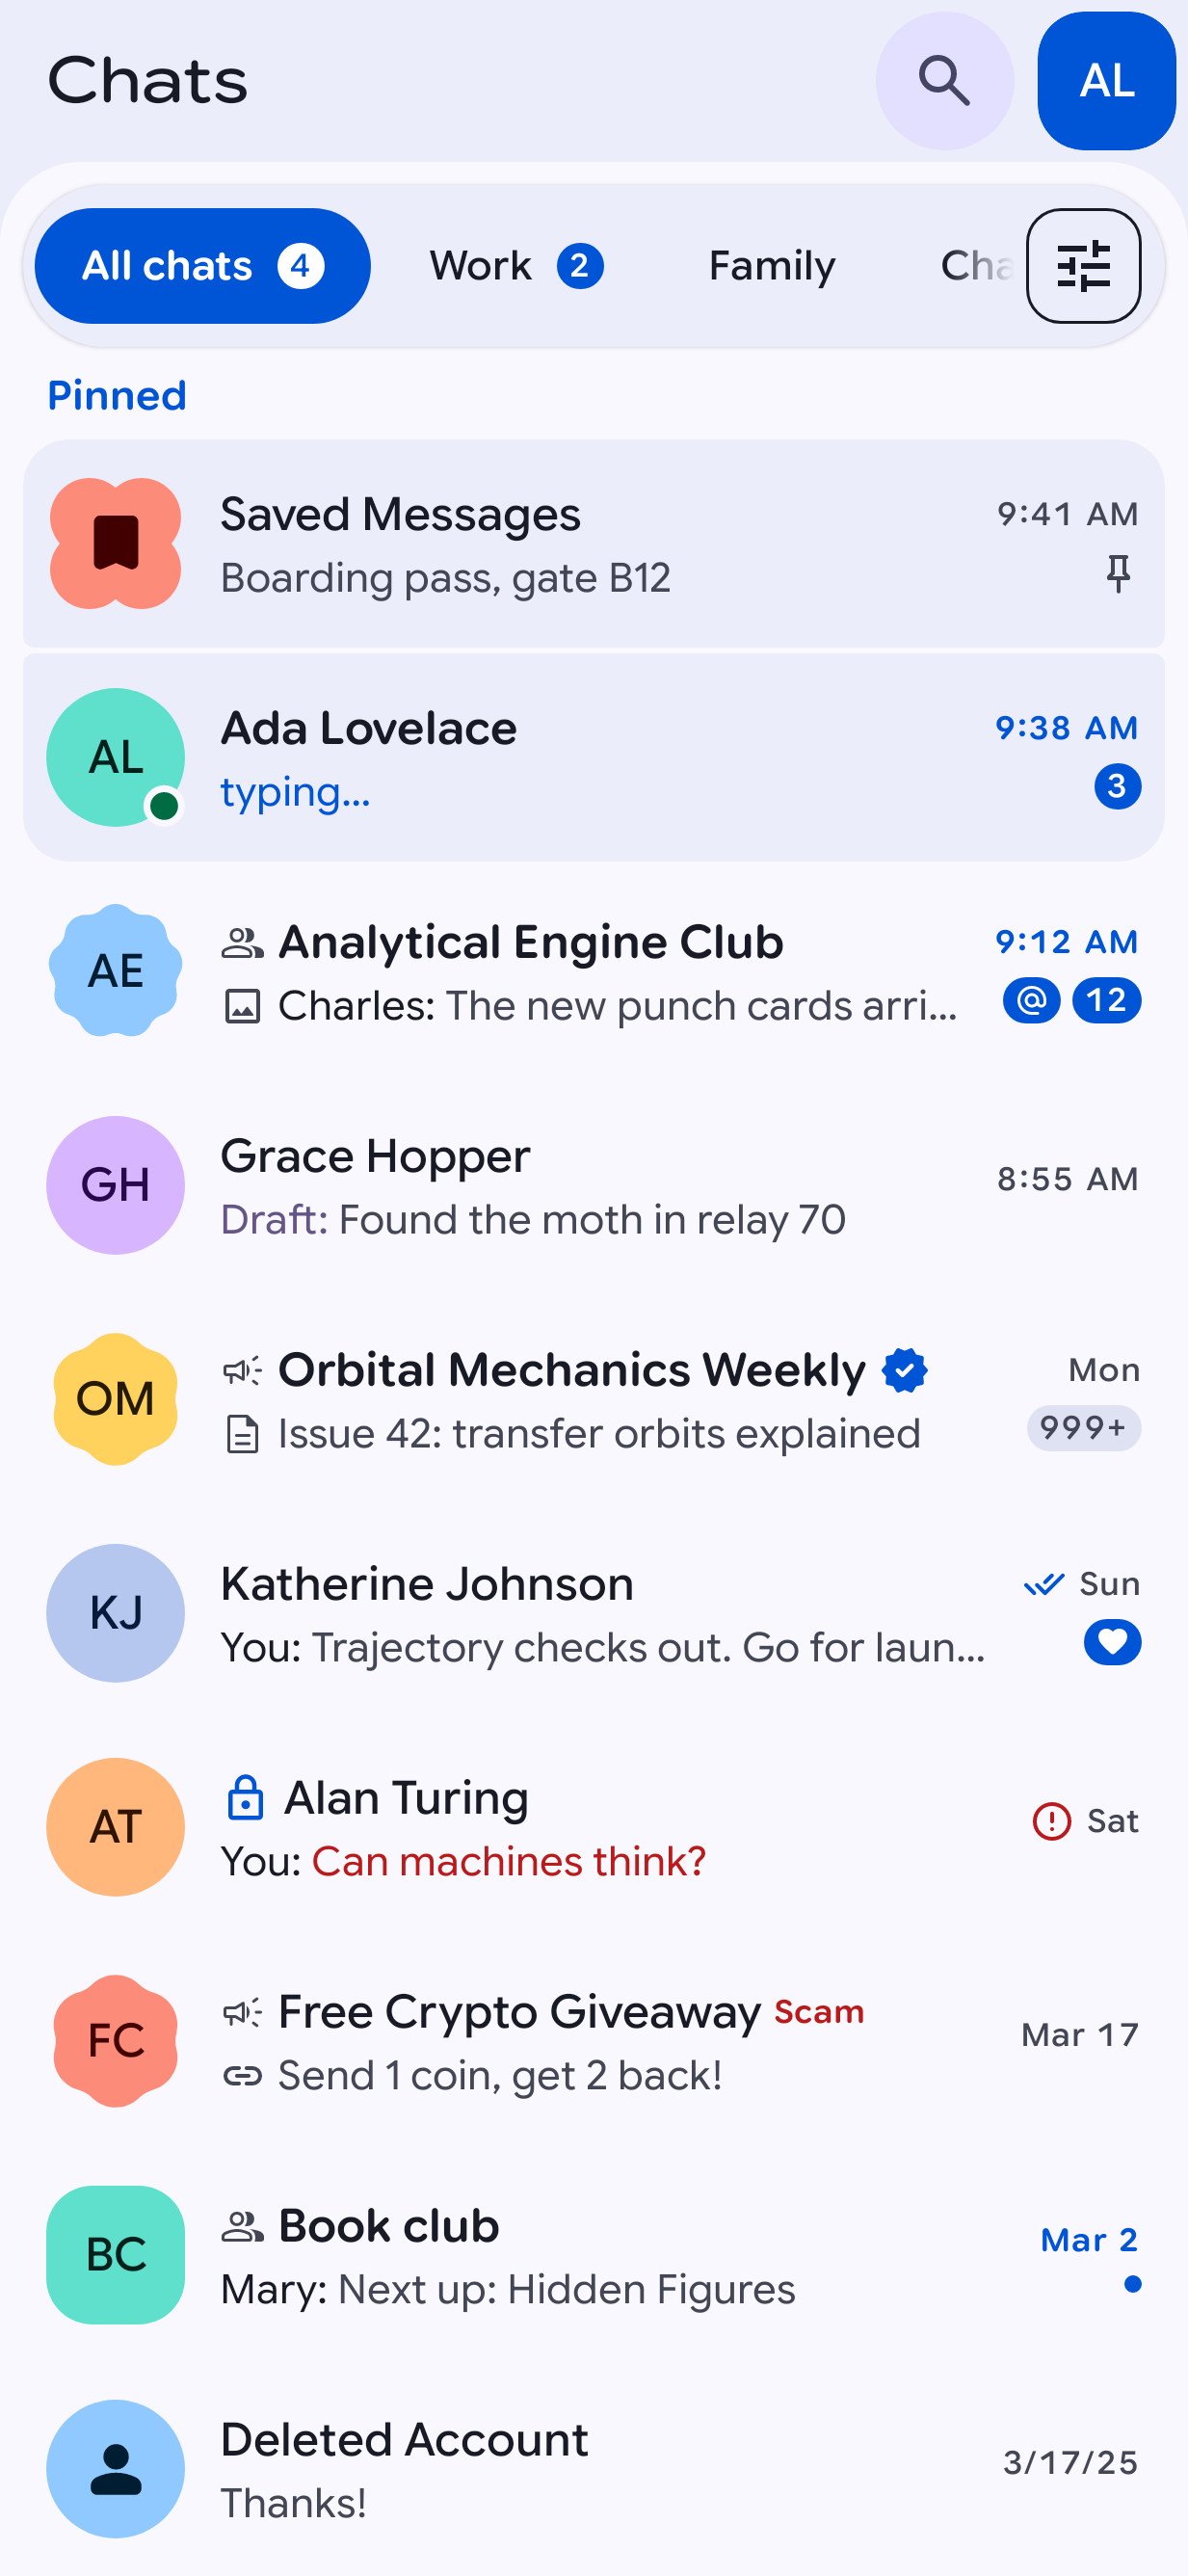 Chats
AL
All chats 4
Work 2
Family
Cha
Pinned
Saved Messages
9:41 AM
Boarding pass, gate B12
AL
Ada Lovelace
9:38 AM
typing...
3
AE
Analytical Engine Club
9:12 AM
Charles: The new punch cards arri...
@ 12
GH
Grace Hopper
8:55 AM
Draft: Found the moth in relay 70
OM
Orbital Mechanics Weekly
Mon
Issue 42: transfer orbits explained
999+
KJ
Katherine Johnson
Sun
You: Trajectory checks out. Go for laun...
AT
Alan Turing
Sat
You: Can machines think?
FC
Free Crypto Giveaway Scam
Mar 17
Send 1 coin, get 2 back!
BC
Book club
Mar 2
Mary: Next up: Hidden Figures
Deleted Account
3/17/25
Thanks!